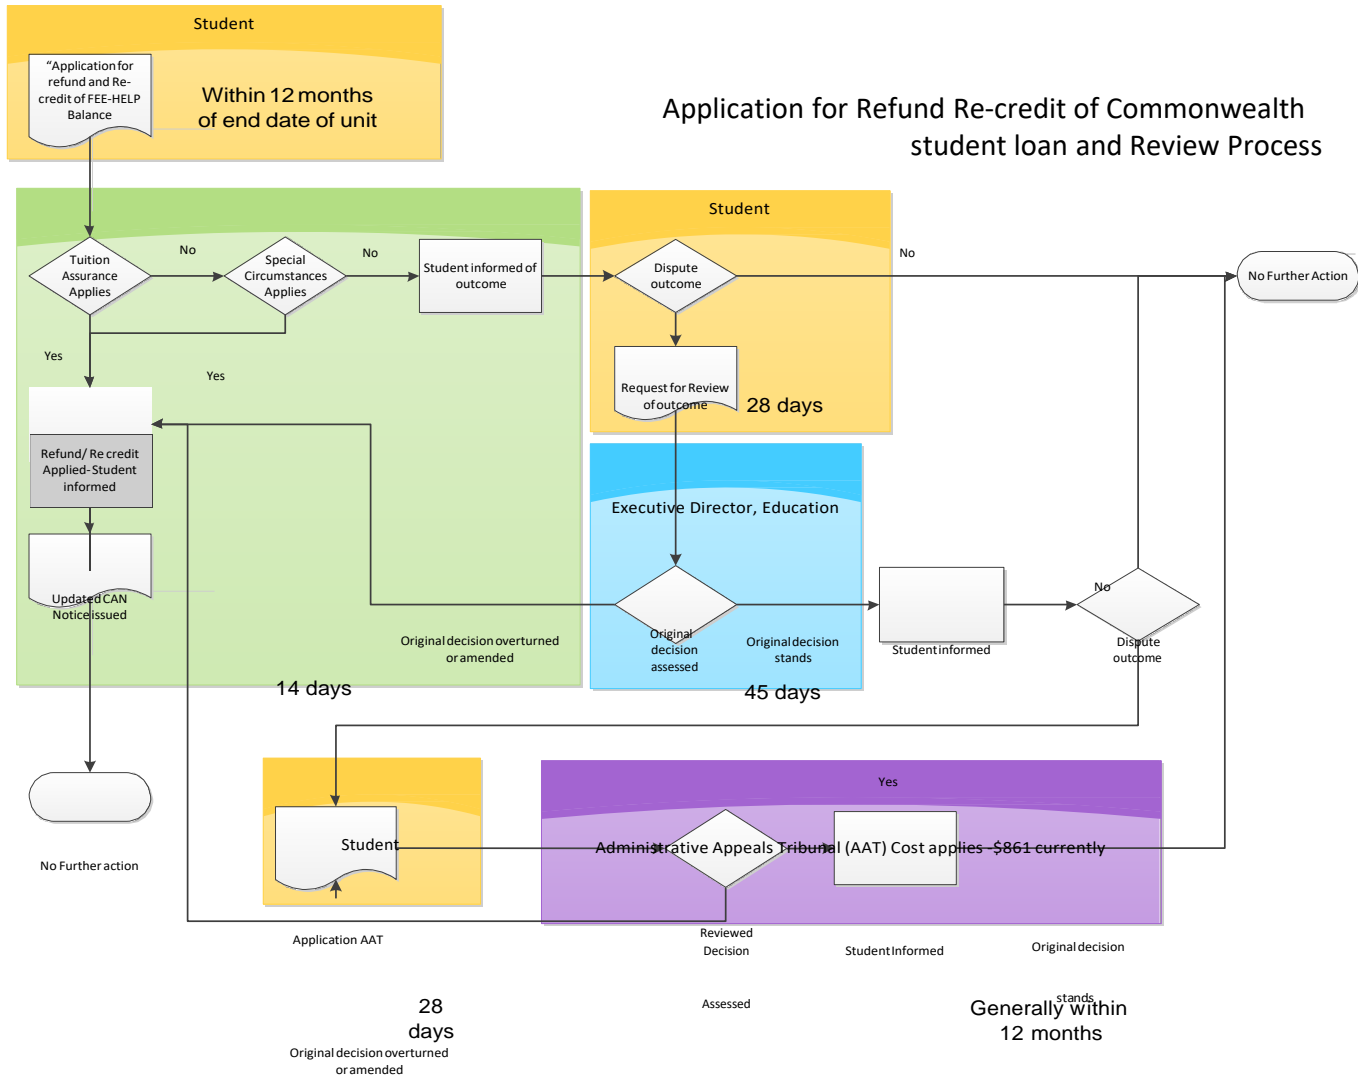 Student
“Application for
refund and Re-
credit of FEE-HELP
Balance
Within 12 months
of end date of unit
Application for Refund Re-credit of Commonwealth
student loan and Review Process
Student
Tuition
Assurance
Applies
No
Special
Circumstances
Applies
No
Student informed of
outcome
Dispute
outcome
No
No Further Action
Yes
Yes
Request for Review
of outcome
28 days
Refund/ Re credit
Applied- Student
informed
Executive Director, Education
Updated CAN
Notice issued
Original decision overturned
or amended
Original
decision
assessed
Original decision
stands
Student informed
No
Dispute
outcome
14 days
45 days
Yes
Student
Administrative Appeals Tribunal (AAT) Cost applies -$861 currently
No Further action
Application AAT
Reviewed
Decision
Assessed
Student Informed
Original decision
stands
28
days
Generally within
12 months
Original decision overturned
or amended